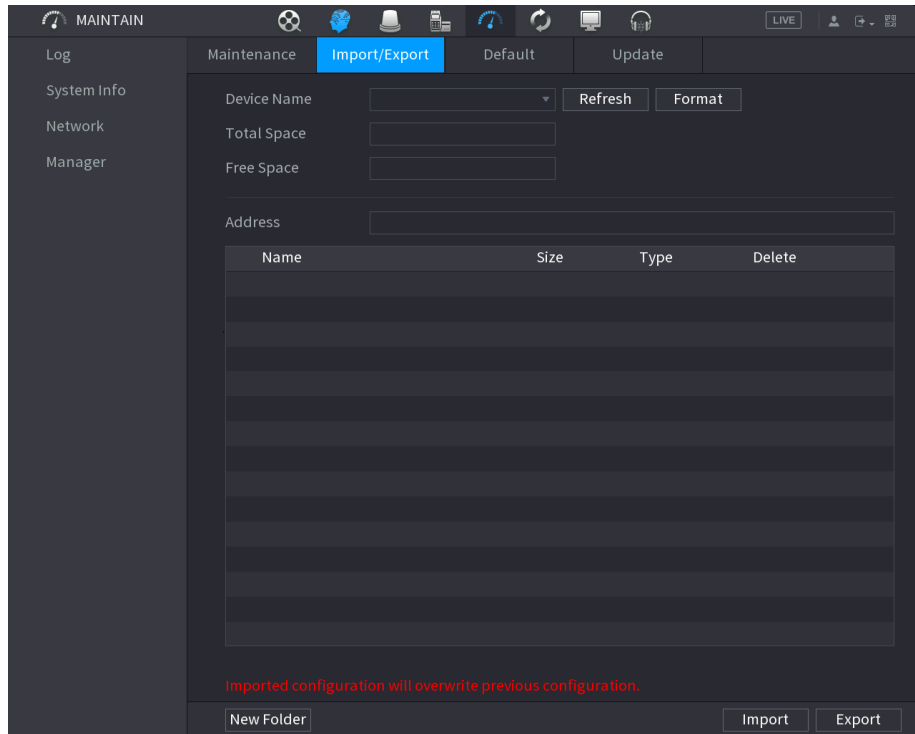 MAINTAIN
LIVE
Log
System Info
Network
Manager
Maintenance Import/Export Default Update
Device Name Refresh Format
Total Space
Free Space
Address
Name Size Type Delete
Imported configuration will overwrite previous configuration.
New Folder Import Export